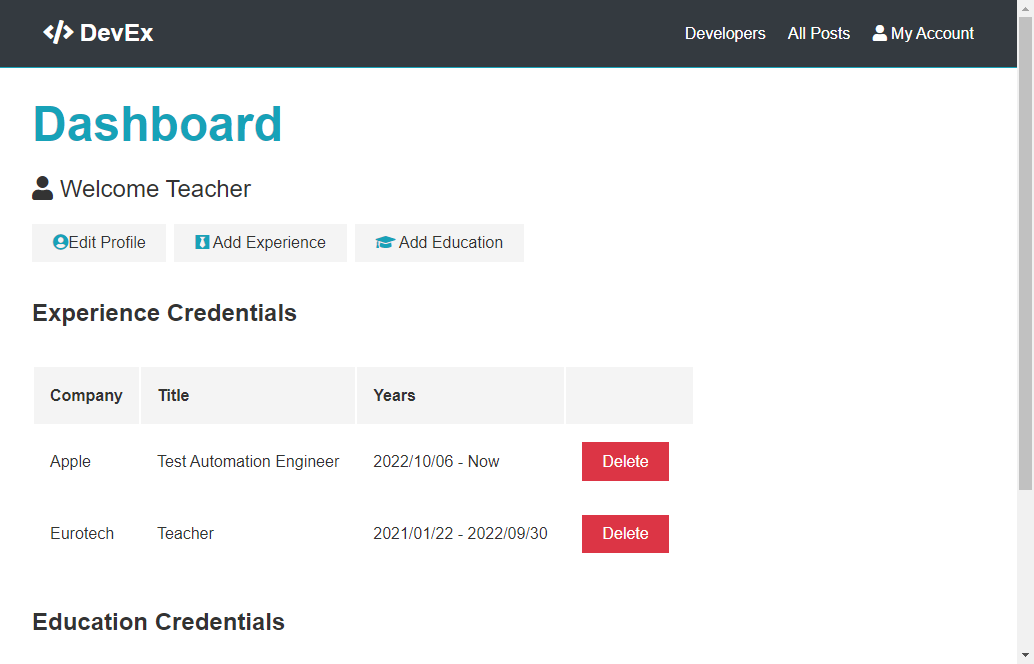 </> DevEx Developers All Posts My Account
Dashboard
Welcome Teacher
Edit Profile Add Experience Add Education
Experience Credentials
Company Title Years
Apple Test Automation Engineer 2022/10/06 - Now Delete
Eurotech Teacher 2021/01/22 - 2022/09/30 Delete
Education Credentials